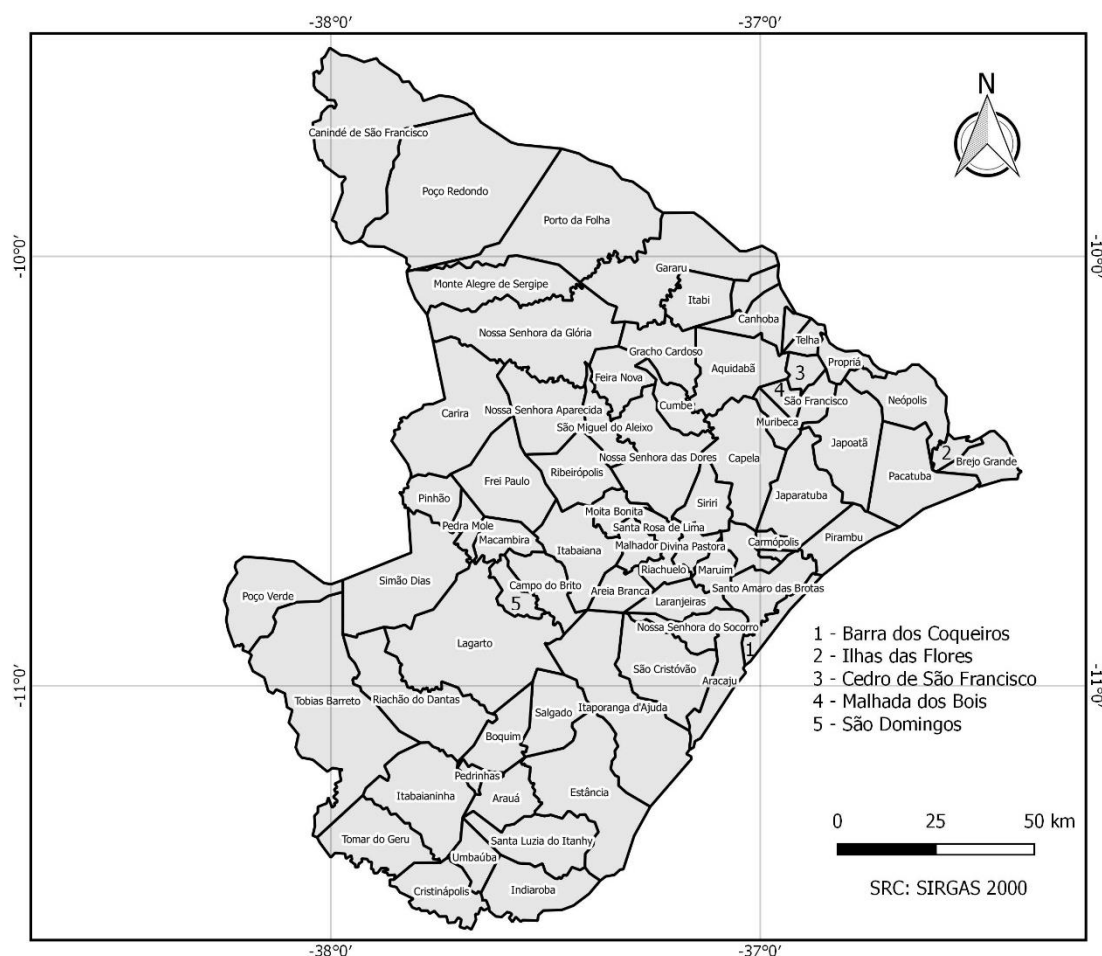 -38°0'
-37°0'
N
Canindé de São Francisco
Poço Redondo
Porto da Folha
-10°0'
-10°0'
Gararu
Monte Alegre de Sergipe
Itabi
Canhoba
Nossa Senhora da Glória
Telha
Gracho Cardoso
Propriá
Aquidabã
3
Feira Nova
4
São Francisco
Neópolis
Cumbe
Carira
Nossa Senhora Aparecida
Muribeca
São Miguel do Aleixo
Japoatã
2
Nossa Senhora das Dores
Capela
Brejo Grande
Ribeirópolis
Pacatuba
Frei Paulo
Japaratuba
Pinhão
Siriri
Moita Bonita
Pedra Mole
Santa Rosa de Lima
Pirambu
Macambira
Carmópolis
Itabaiana
Malhador
Divina Pastora
Riachuelo
Maruim
Simão Dias
Campo do Brito
Areia Branca
Santo Amaro das Brotas
Poço Verde
5
Laranjeiras
Nossa Senhora do Socorro
Lagarto
1
São Cristóvão
Aracaju
-11°0'
-11°0'
Tobias Barreto
Riachão do Dantas
Itaporanga d'Ajuda
Salgado
Boquim
Pedrinhas
Itabaianinha
Arauá
Estância
Tomar do Geru
Santa Luzia do Itanhy
Umbaúba
Cristinápolis
Indiaroba
1 - Barra dos Coqueiros
2 - Ilhas das Flores
3 - Cedro de São Francisco
4 - Malhada dos Bois
5 - São Domingos
0 25 50 km
SRC: SIRGAS 2000
-38°0'
-37°0'